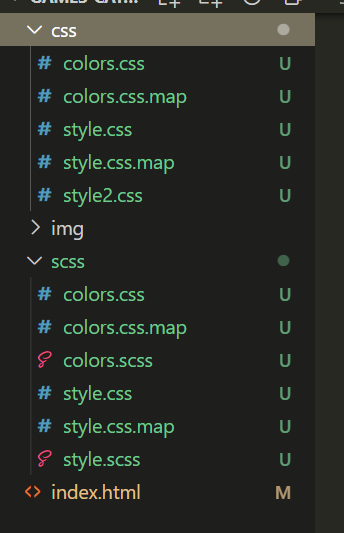 css
# colors.css U
# colors.css.map U
# style.css U
# style.css.map U
# style2.css U
img
scss
# colors.css U
# colors.css.map U
colors.scss U
# style.css U
# style.css.map U
style.scss U
<> index.html M